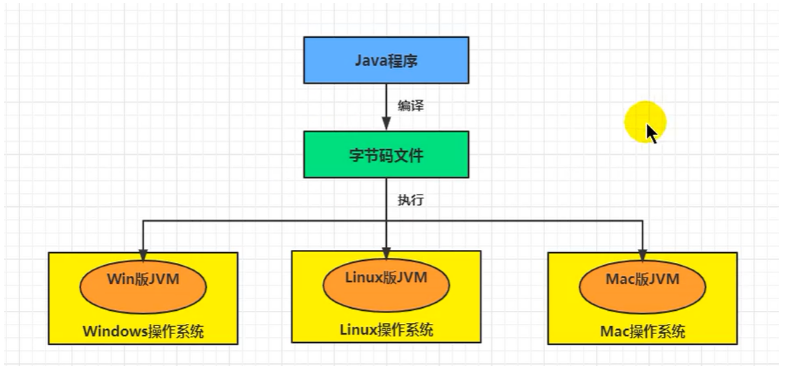 Java程序
编译
字节码文件
执行
Win版JVM
Linux版JVM
Mac版JVM
Windows操作系统
Linux操作系统
Mac操作系统